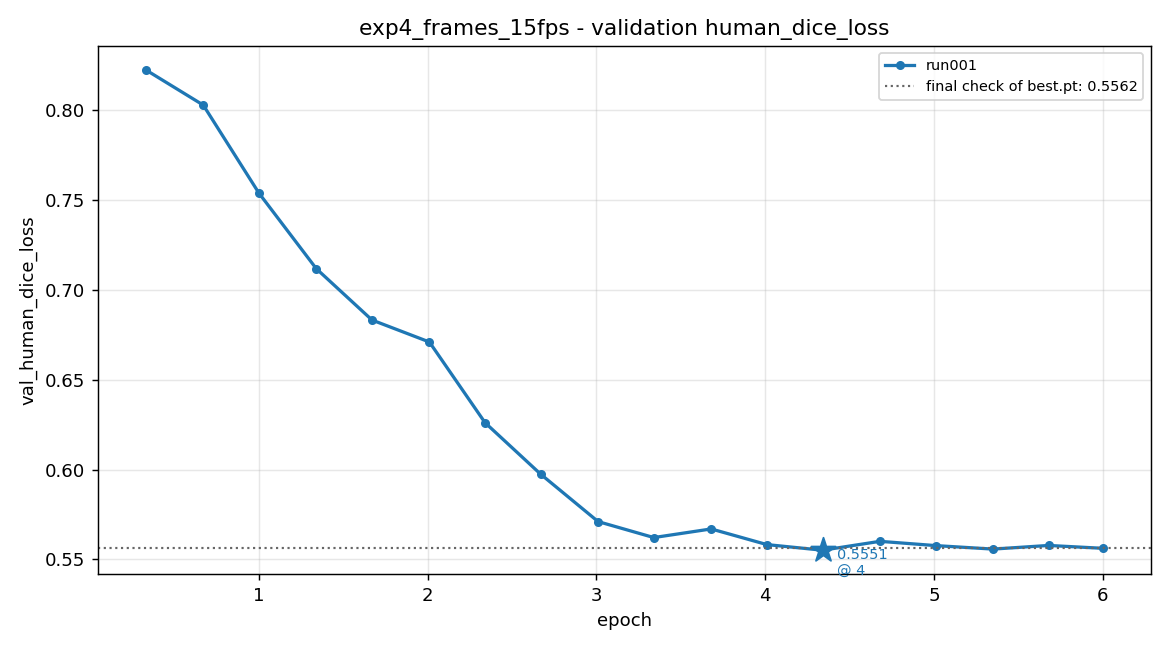 exp4_frames_15fps - validation human_dice_loss
run001
final check of best.pt: 0.5562
val_human_dice_loss
0.80
0.75
0.70
0.65
0.60
0.55
0.5551
@ 4
1 2 3 4 5 6
epoch